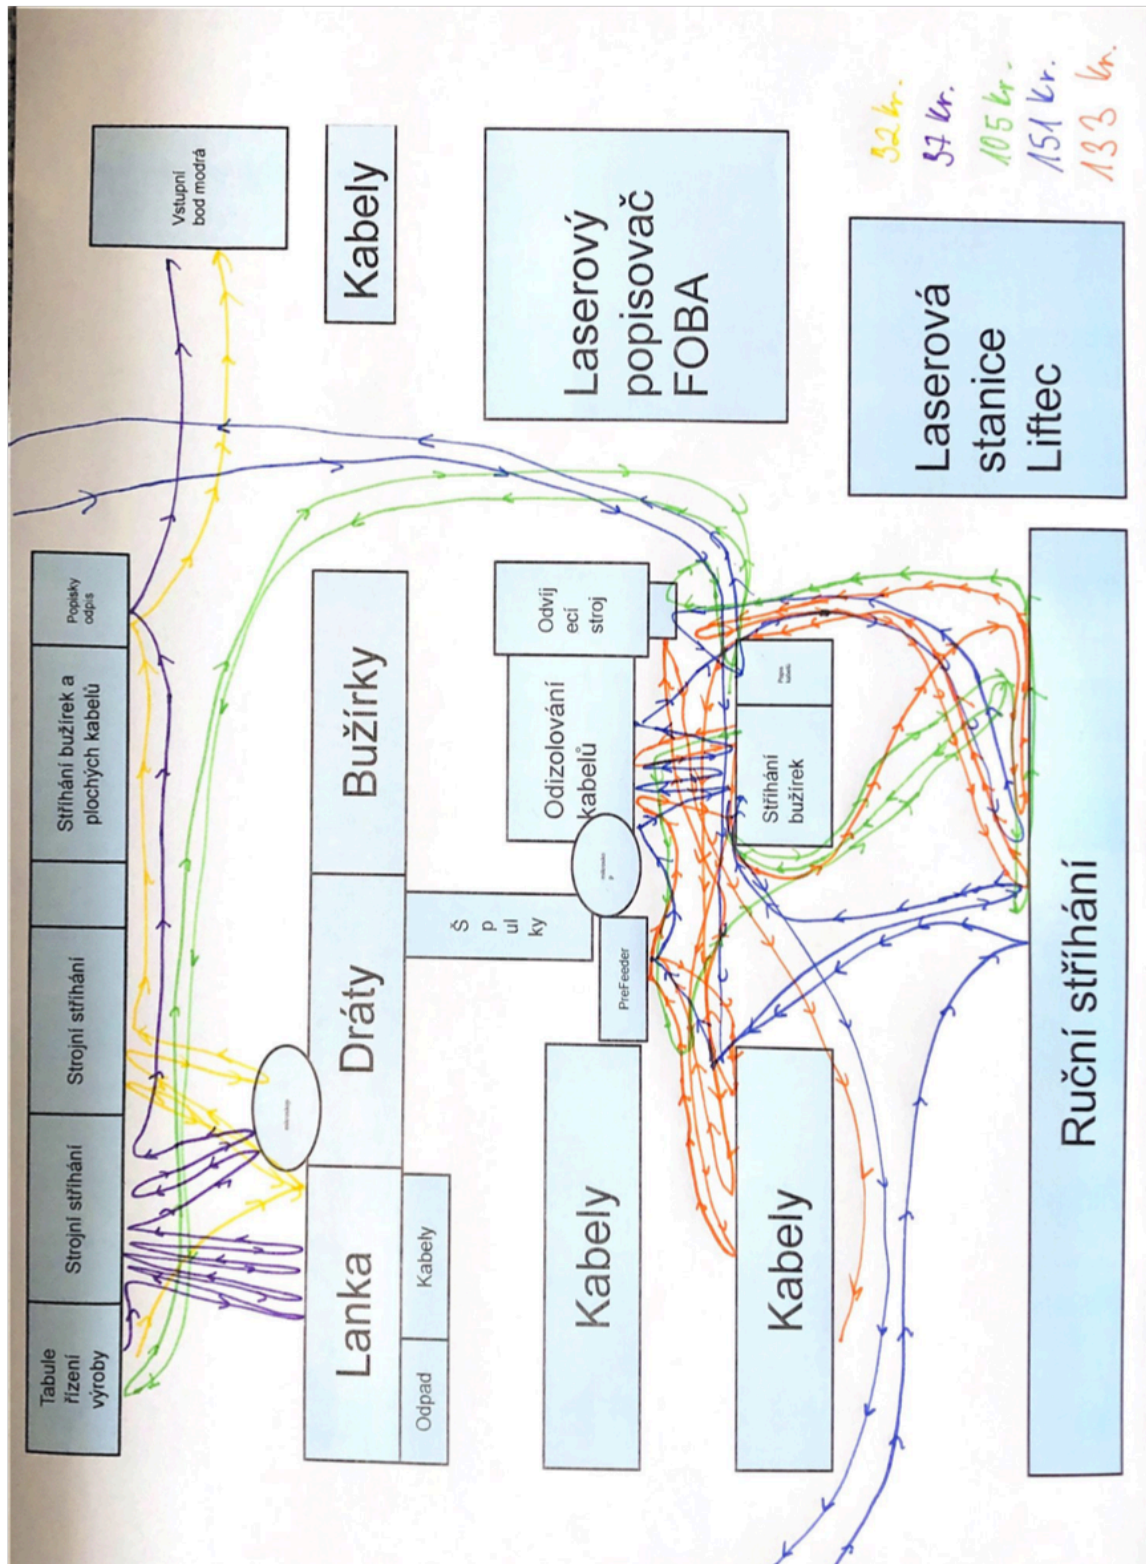 Vstupní
bod modrá
Kabely
Laserový
popisovač
FOBA
32 kr.
37 kr.
105 kr.
151 kr.
133 kr.
Laserová
stanice
Liftec
Popisky
odpis
Stříhání bužírek a
plochých kabelů
Strojní stříhání
Strojní stříhání
Tabule
řízení
výroby
Bužírky
Dráty
Lanka
Kabely
Odpad
Š
p
ul
ky
Odvíj
ecí
stroj
Odizolování
kabelů
PreFeeder
Stříhání
bužírek
Kabely
Kabely
Ruční stříhání